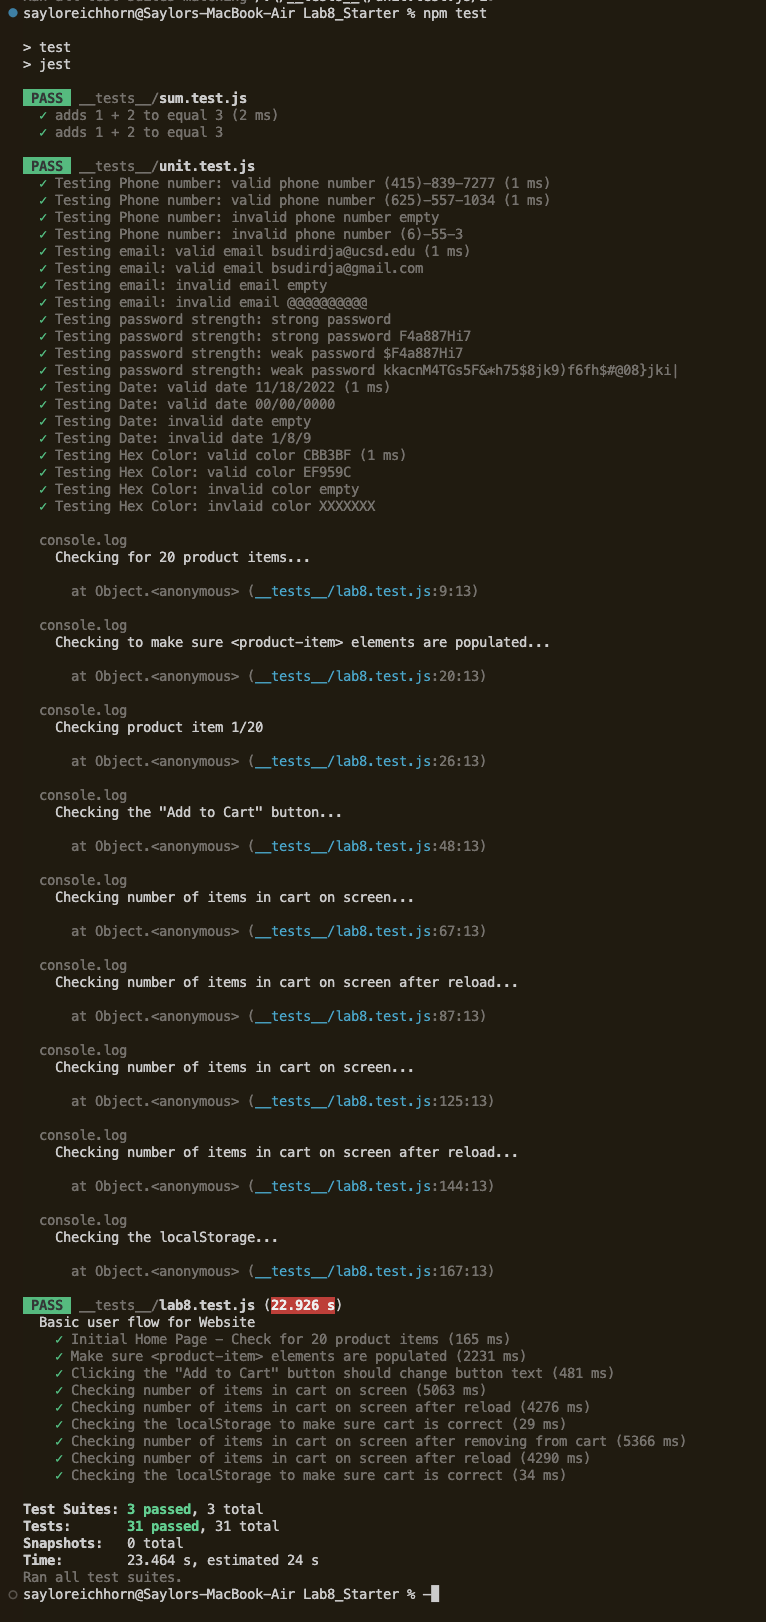 sayloreichhorn@Saylors-MacBook-Air Lab8_Starter % npm test
> test
> jest
PASS __tests__/sum.test.js
✓ adds 1 + 2 to equal 3 (2 ms)
✓ adds 1 + 2 to equal 3
PASS __tests__/unit.test.js
✓ Testing Phone number: valid phone number (415)-839-7277 (1 ms)
✓ Testing Phone number: valid phone number (625)-557-1034 (1 ms)
✓ Testing Phone number: invalid phone number empty
✓ Testing Phone number: invalid phone number (6)-55-3
✓ Testing email: valid email bsudirdja@ucsd.edu (1 ms)
✓ Testing email: valid email bsudirdja@gmail.com
✓ Testing email: invalid email empty
✓ Testing email: invalid email @@@@@@@@@@
✓ Testing password strength: strong password
✓ Testing password strength: strong password F4a887Hi7
✓ Testing password strength: weak password $F4a887Hi7
✓ Testing password strength: weak password kkacnM4TGs5F&*h75$8jk9)f6fh$#@08}jki|
✓ Testing Date: valid date 11/18/2022 (1 ms)
✓ Testing Date: valid date 00/00/0000
✓ Testing Date: invalid date empty
✓ Testing Date: invalid date 1/8/9
✓ Testing Hex Color: valid color CBB3BF (1 ms)
✓ Testing Hex Color: valid color EF959C
✓ Testing Hex Color: invalid color empty
✓ Testing Hex Color: invlaid color XXXXXXX
console.log
Checking for 20 product items...
at Object.<anonymous> (__tests__/lab8.test.js:9:13)
console.log
Checking to make sure <product-item> elements are populated...
at Object.<anonymous> (__tests__/lab8.test.js:20:13)
console.log
Checking product item 1/20
at Object.<anonymous> (__tests__/lab8.test.js:26:13)
console.log
Checking the "Add to Cart" button...
at Object.<anonymous> (__tests__/lab8.test.js:48:13)
console.log
Checking number of items in cart on screen...
at Object.<anonymous> (__tests__/lab8.test.js:67:13)
console.log
Checking number of items in cart on screen after reload...
at Object.<anonymous> (__tests__/lab8.test.js:87:13)
console.log
Checking number of items in cart on screen...
at Object.<anonymous> (__tests__/lab8.test.js:125:13)
console.log
Checking number of items in cart on screen after reload...
at Object.<anonymous> (__tests__/lab8.test.js:144:13)
console.log
Checking the localStorage...
at Object.<anonymous> (__tests__/lab8.test.js:167:13)
PASS __tests__/lab8.test.js (22.926 s)
Basic user flow for Website
✓ Initial Home Page - Check for 20 product items (165 ms)
✓ Make sure <product-item> elements are populated (2231 ms)
✓ Clicking the "Add to Cart" button should change button text (481 ms)
✓ Checking number of items in cart on screen (5063 ms)
✓ Checking number of items in cart on screen after reload (4276 ms)
✓ Checking the localStorage to make sure cart is correct (29 ms)
✓ Checking number of items in cart on screen after removing from cart (5366 ms)
✓ Checking number of items in cart on screen after reload (4290 ms)
✓ Checking the localStorage to make sure cart is correct (34 ms)
Test Suites: 3 passed, 3 total
Tests: 31 passed, 31 total
Snapshots: 0 total
Time: 23.464 s, estimated 24 s
Ran all test suites.
sayloreichhorn@Saylors-MacBook-Air Lab8_Starter % —